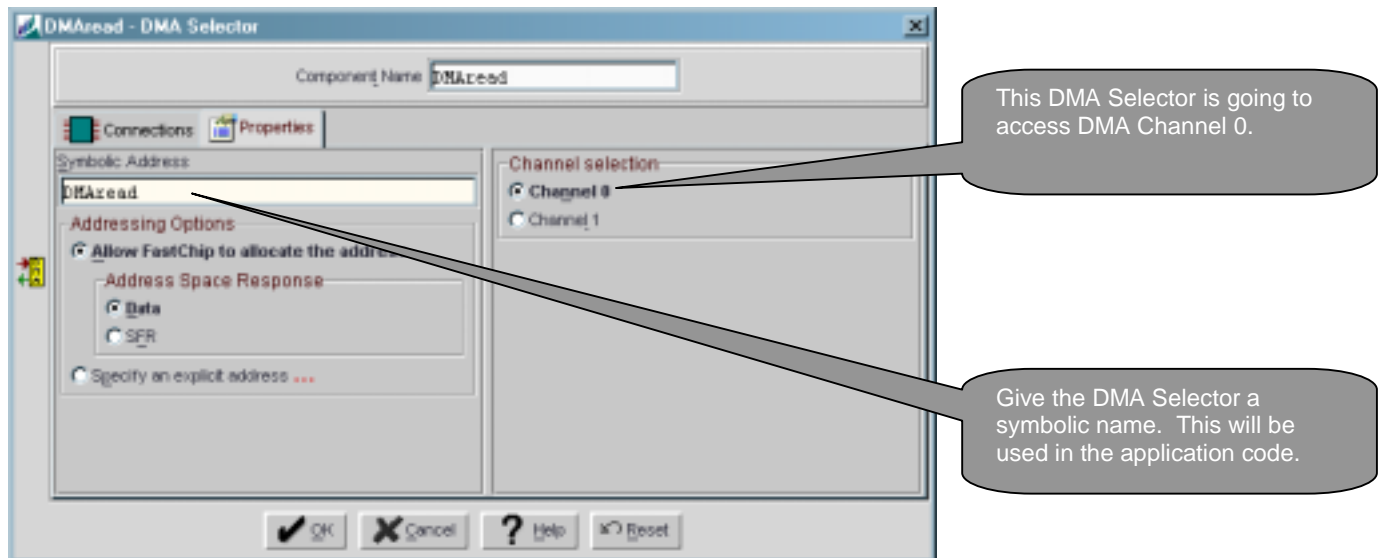 DMAread - DMA Selector
Component Name DMAread
Connections Properties
Symbolic Address
DMAread
Addressing Options
Allow FastChip to allocate the addres
Address Space Response
Data
SFR
Specify an explicit address ...
Channel selection
Channel 0
Channel 1
OK Cancel Help Reset
This DMA Selector is going to
access DMA Channel 0.
Give the DMA Selector a
symbolic name. This will be
used in the application code.